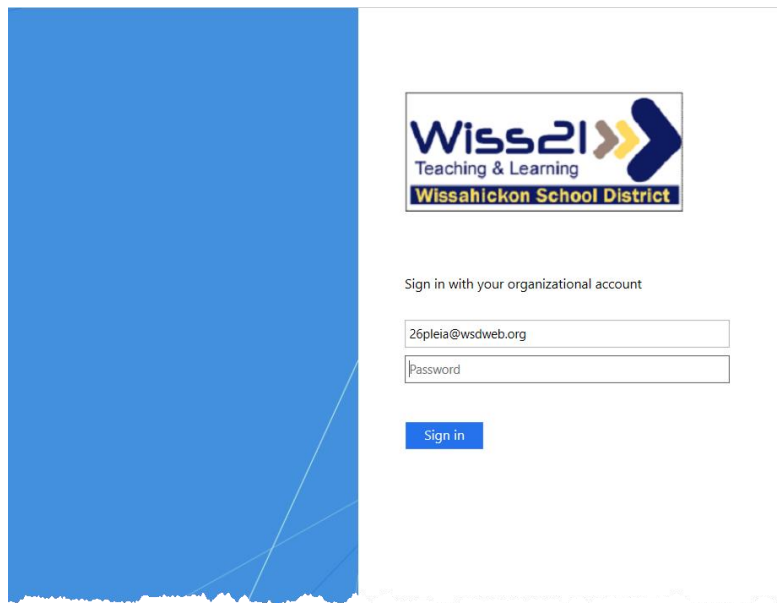 Wiss21
Teaching & Learning
Wissahickon School District
Sign in with your organizational account
26pleia@wsdweb.org
Password
Sign in